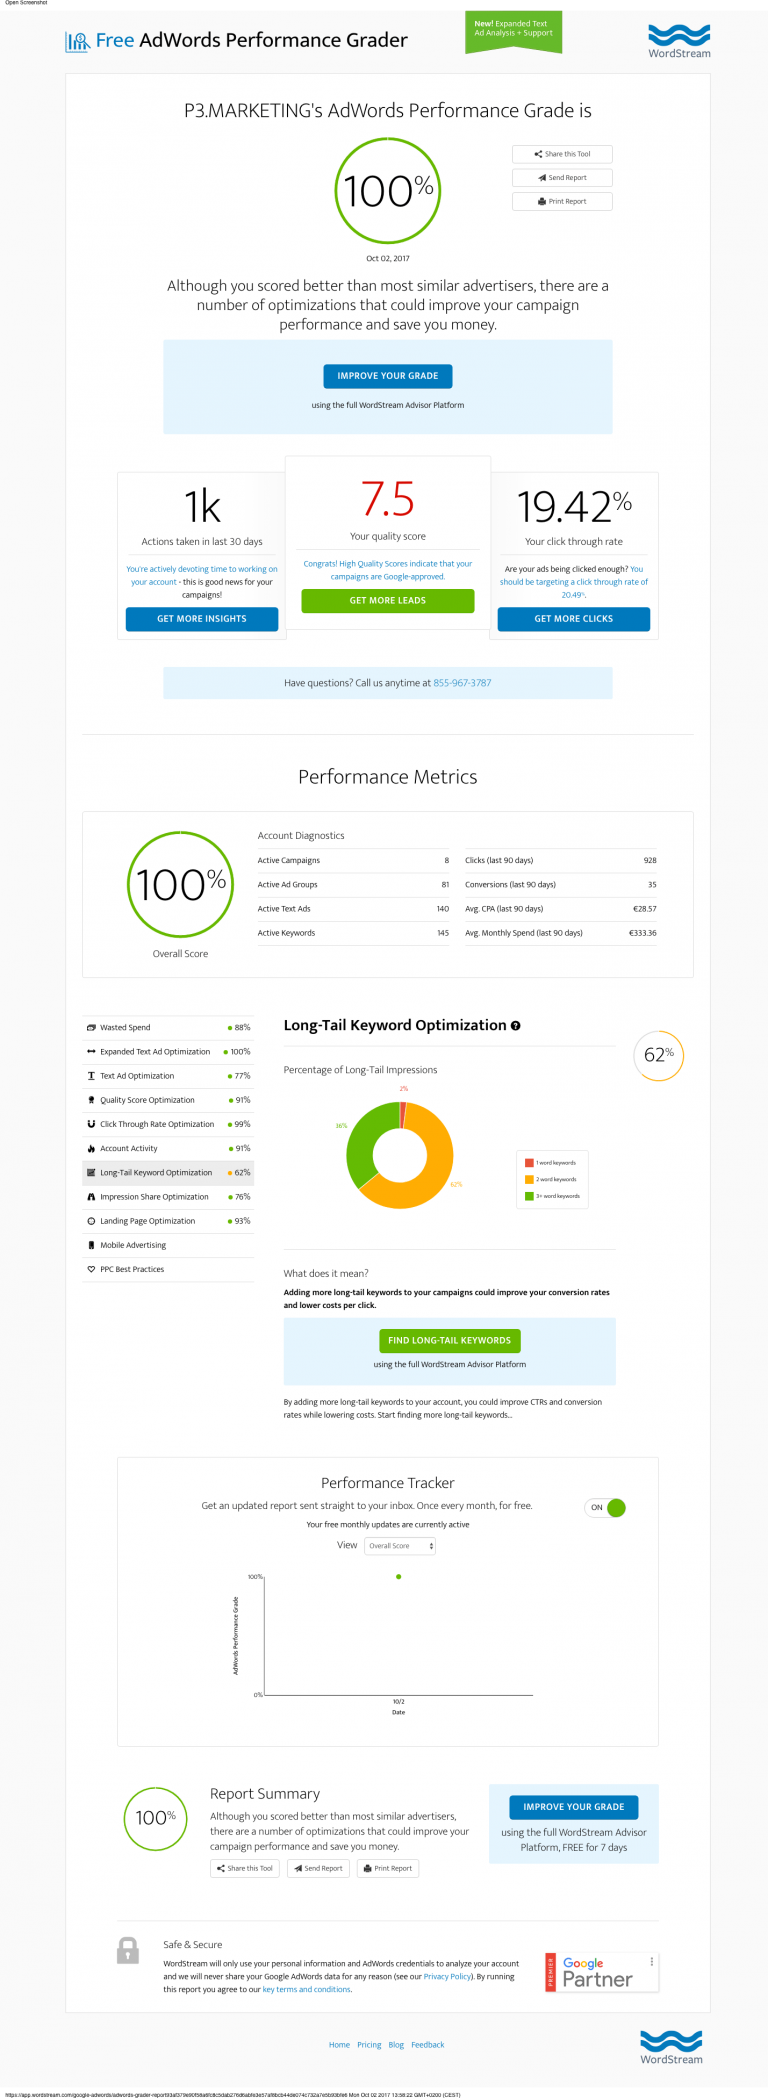 Open Screenshot
Free AdWords Performance Grader
New! Expanded Text
Ad Analysis + Support
WordStream
P3.MARKETING's AdWords Performance Grade is
100%
Share this Tool
Send Report
Print Report
Oct 02, 2017
Although you scored better than most similar advertisers, there are a
number of optimizations that could improve your campaign
performance and save you money.
IMPROVE YOUR GRADE
using the full WordStream Advisor Platform
1k
Actions taken in last 30 days
You're actively devoting time to working on
your account - this is good news for your
campaigns!
GET MORE INSIGHTS
7.5
Your quality score
Congrats! High Quality Scores indicate that your
campaigns are Google-approved.
GET MORE LEADS
19.42%
Your click through rate
Are your ads being clicked enough? You
should be targeting a click through rate of
20.49%.
GET MORE CLICKS
Have questions? Call us anytime at 855-967-3787
Performance Metrics
100%
Overall Score
Account Diagnostics
Active Campaigns 8
Active Ad Groups 81
Active Text Ads 140
Active Keywords 145
Clicks (last 90 days) 928
Conversions (last 90 days) 35
Avg. CPA (last 90 days) €28.57
Avg. Monthly Spend (last 90 days) €333.36
Wasted Spend 88%
Expanded Text Ad Optimization 100%
Text Ad Optimization 77%
Quality Score Optimization 91%
Click Through Rate Optimization 99%
Account Activity 91%
Long-Tail Keyword Optimization 62%
Impression Share Optimization 76%
Landing Page Optimization 93%
Mobile Advertising
PPC Best Practices
Long-Tail Keyword Optimization ?
62%
Percentage of Long-Tail Impressions
2%
36%
62%
1 word keywords
2 word keywords
3+ word keywords
What does it mean?
Adding more long-tail keywords to your campaigns could improve your conversion rates
and lower costs per click.
FIND LONG-TAIL KEYWORDS
using the full WordStream Advisor Platform
By adding more long-tail keywords to your account, you could improve CTRs and conversion
rates while lowering costs. Start finding more long-tail keywords...
Performance Tracker
Get an updated report sent straight to your inbox. Once every month, for free.
ON
Your free monthly updates are currently active
View Overall Score
100%
AdWords Performance Grade
0%
10/2
Date
100%
Report Summary
Although you scored better than most similar advertisers,
there are a number of optimizations that could improve your
campaign performance and save you money.
Share this Tool
Send Report
Print Report
IMPROVE YOUR GRADE
using the full WordStream Advisor
Platform, FREE for 7 days
Safe & Secure
WordStream will only use your personal information and AdWords credentials to analyze your account
and we will never share your Google AdWords data for any reason (see our Privacy Policy). By running
this report you agree to our key terms and conditions.
PREMIER
Google
Partner
Home Pricing Blog Feedback
WordStream
Mon Oct 02 2017 13:58:22 GMT+0200 (CEST)